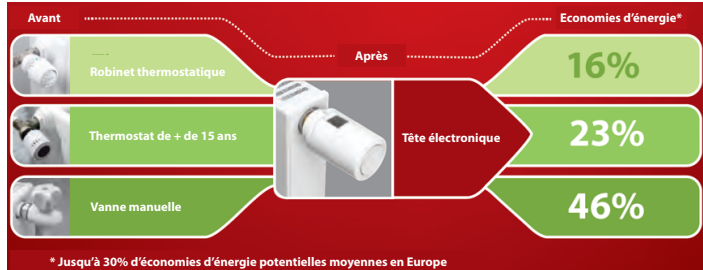 Avant
Economies d'énergie*
Après
Robinet thermostatique
16%
Thermostat de + de 15 ans
Tête électronique
23%
Vanne manuelle
46%
* Jusqu'à 30% d'économies d'énergie potentielles moyennes en Europe